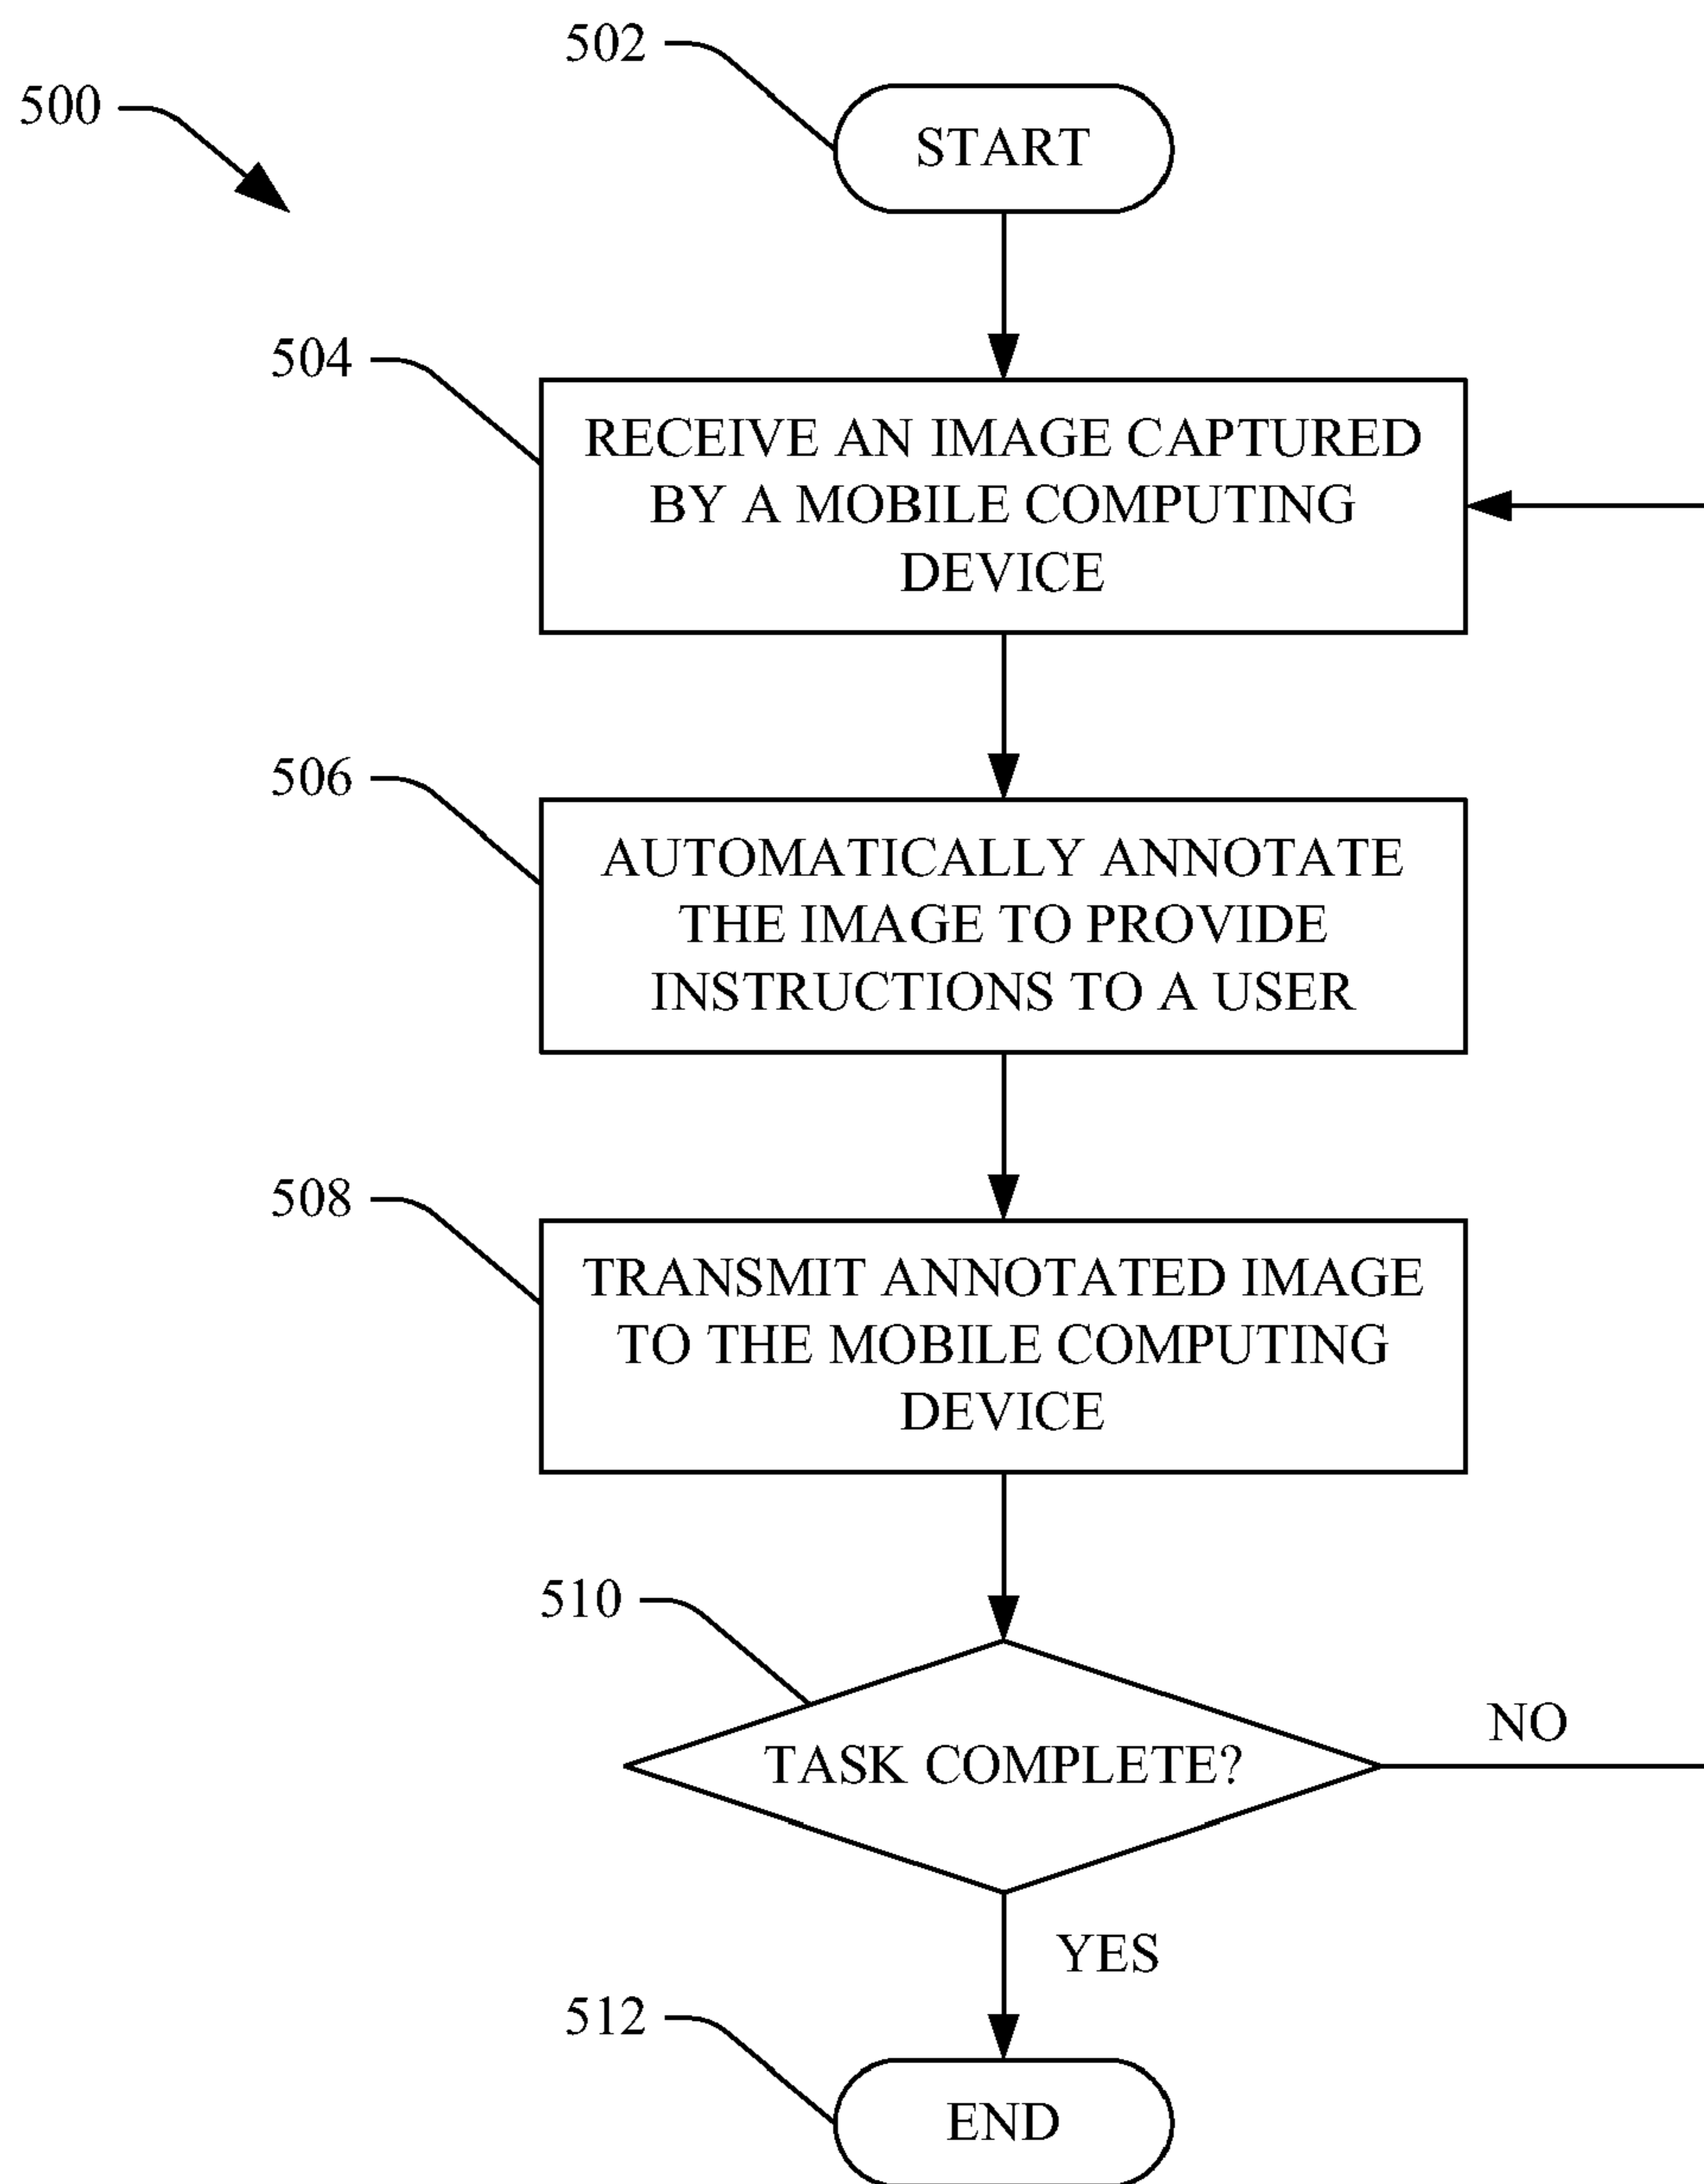 502
500
START
504
RECEIVE AN IMAGE CAPTURED
BY A MOBILE COMPUTING
DEVICE
506
AUTOMATICALLY ANNOTATE
THE IMAGE TO PROVIDE
INSTRUCTIONS TO A USER
508
TRANSMIT ANNOTATED IMAGE
TO THE MOBILE COMPUTING
DEVICE
510
TASK COMPLETE?
NO
YES
512
END